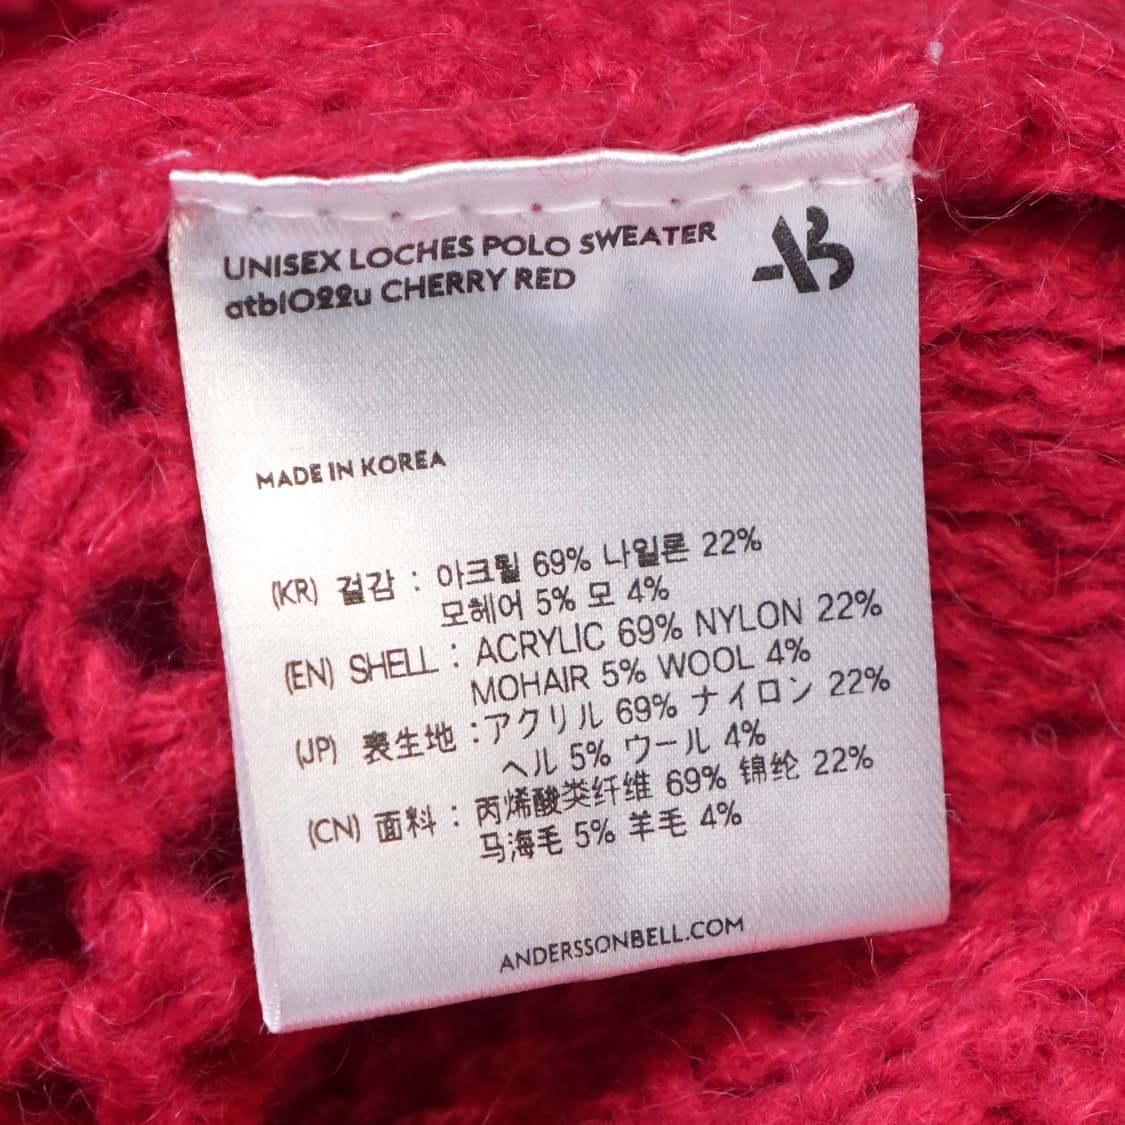 UNISEX LOCHES POLO SWEATER
atb1022u CHERRY RED
AB
MADE IN KOREA
(KR) 겉감 : 아크릴 69% 나일론 22%
모헤어 5% 모 4%
(EN) SHELL : ACRYLIC 69% NYLON 22%
MOHAIR 5% WOOL 4%
(JP) 表生地 : アクリル 69% ナイロン 22%
ヘル 5% ウール 4%
(CN) 面料 : 丙烯酸类纤维 69% 锦纶 22%
马海毛 5% 羊毛 4%
ANDERSSONBELL.COM